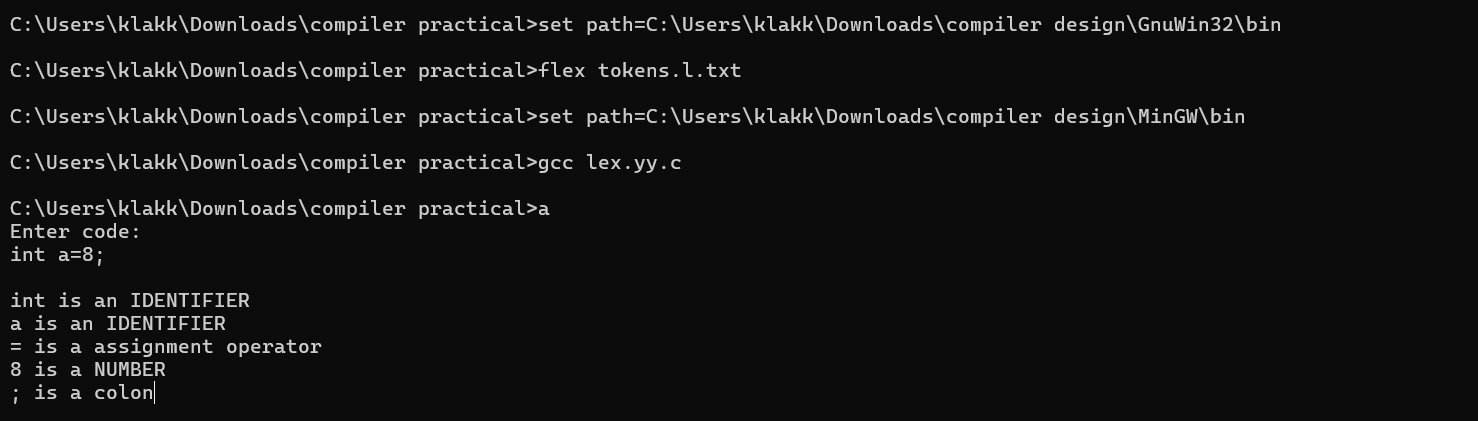 C:\Users\klakk\Downloads\compiler practical>set path=C:\Users\klakk\Downloads\compiler design\GnuWin32\bin
C:\Users\klakk\Downloads\compiler practical>flex tokens.l.txt
C:\Users\klakk\Downloads\compiler practical>set path=C:\Users\klakk\Downloads\compiler design\MinGW\bin
C:\Users\klakk\Downloads\compiler practical>gcc lex.yy.c
C:\Users\klakk\Downloads\compiler practical>a
Enter code:
int a=8;
int is an IDENTIFIER
a is an IDENTIFIER
= is a assignment operator
8 is a NUMBER
; is a colon